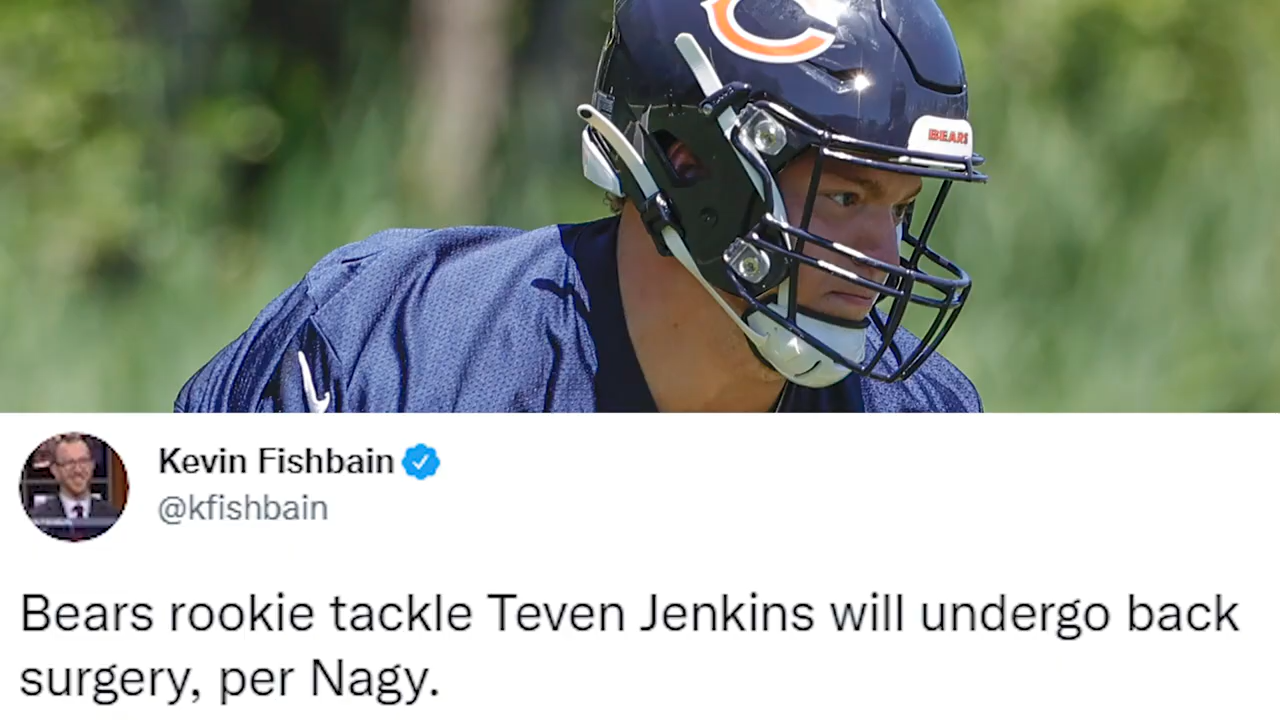 BEARS
Kevin Fishbain
@kfishbain
Bears rookie tackle Teven Jenkins will undergo back
surgery, per Nagy.